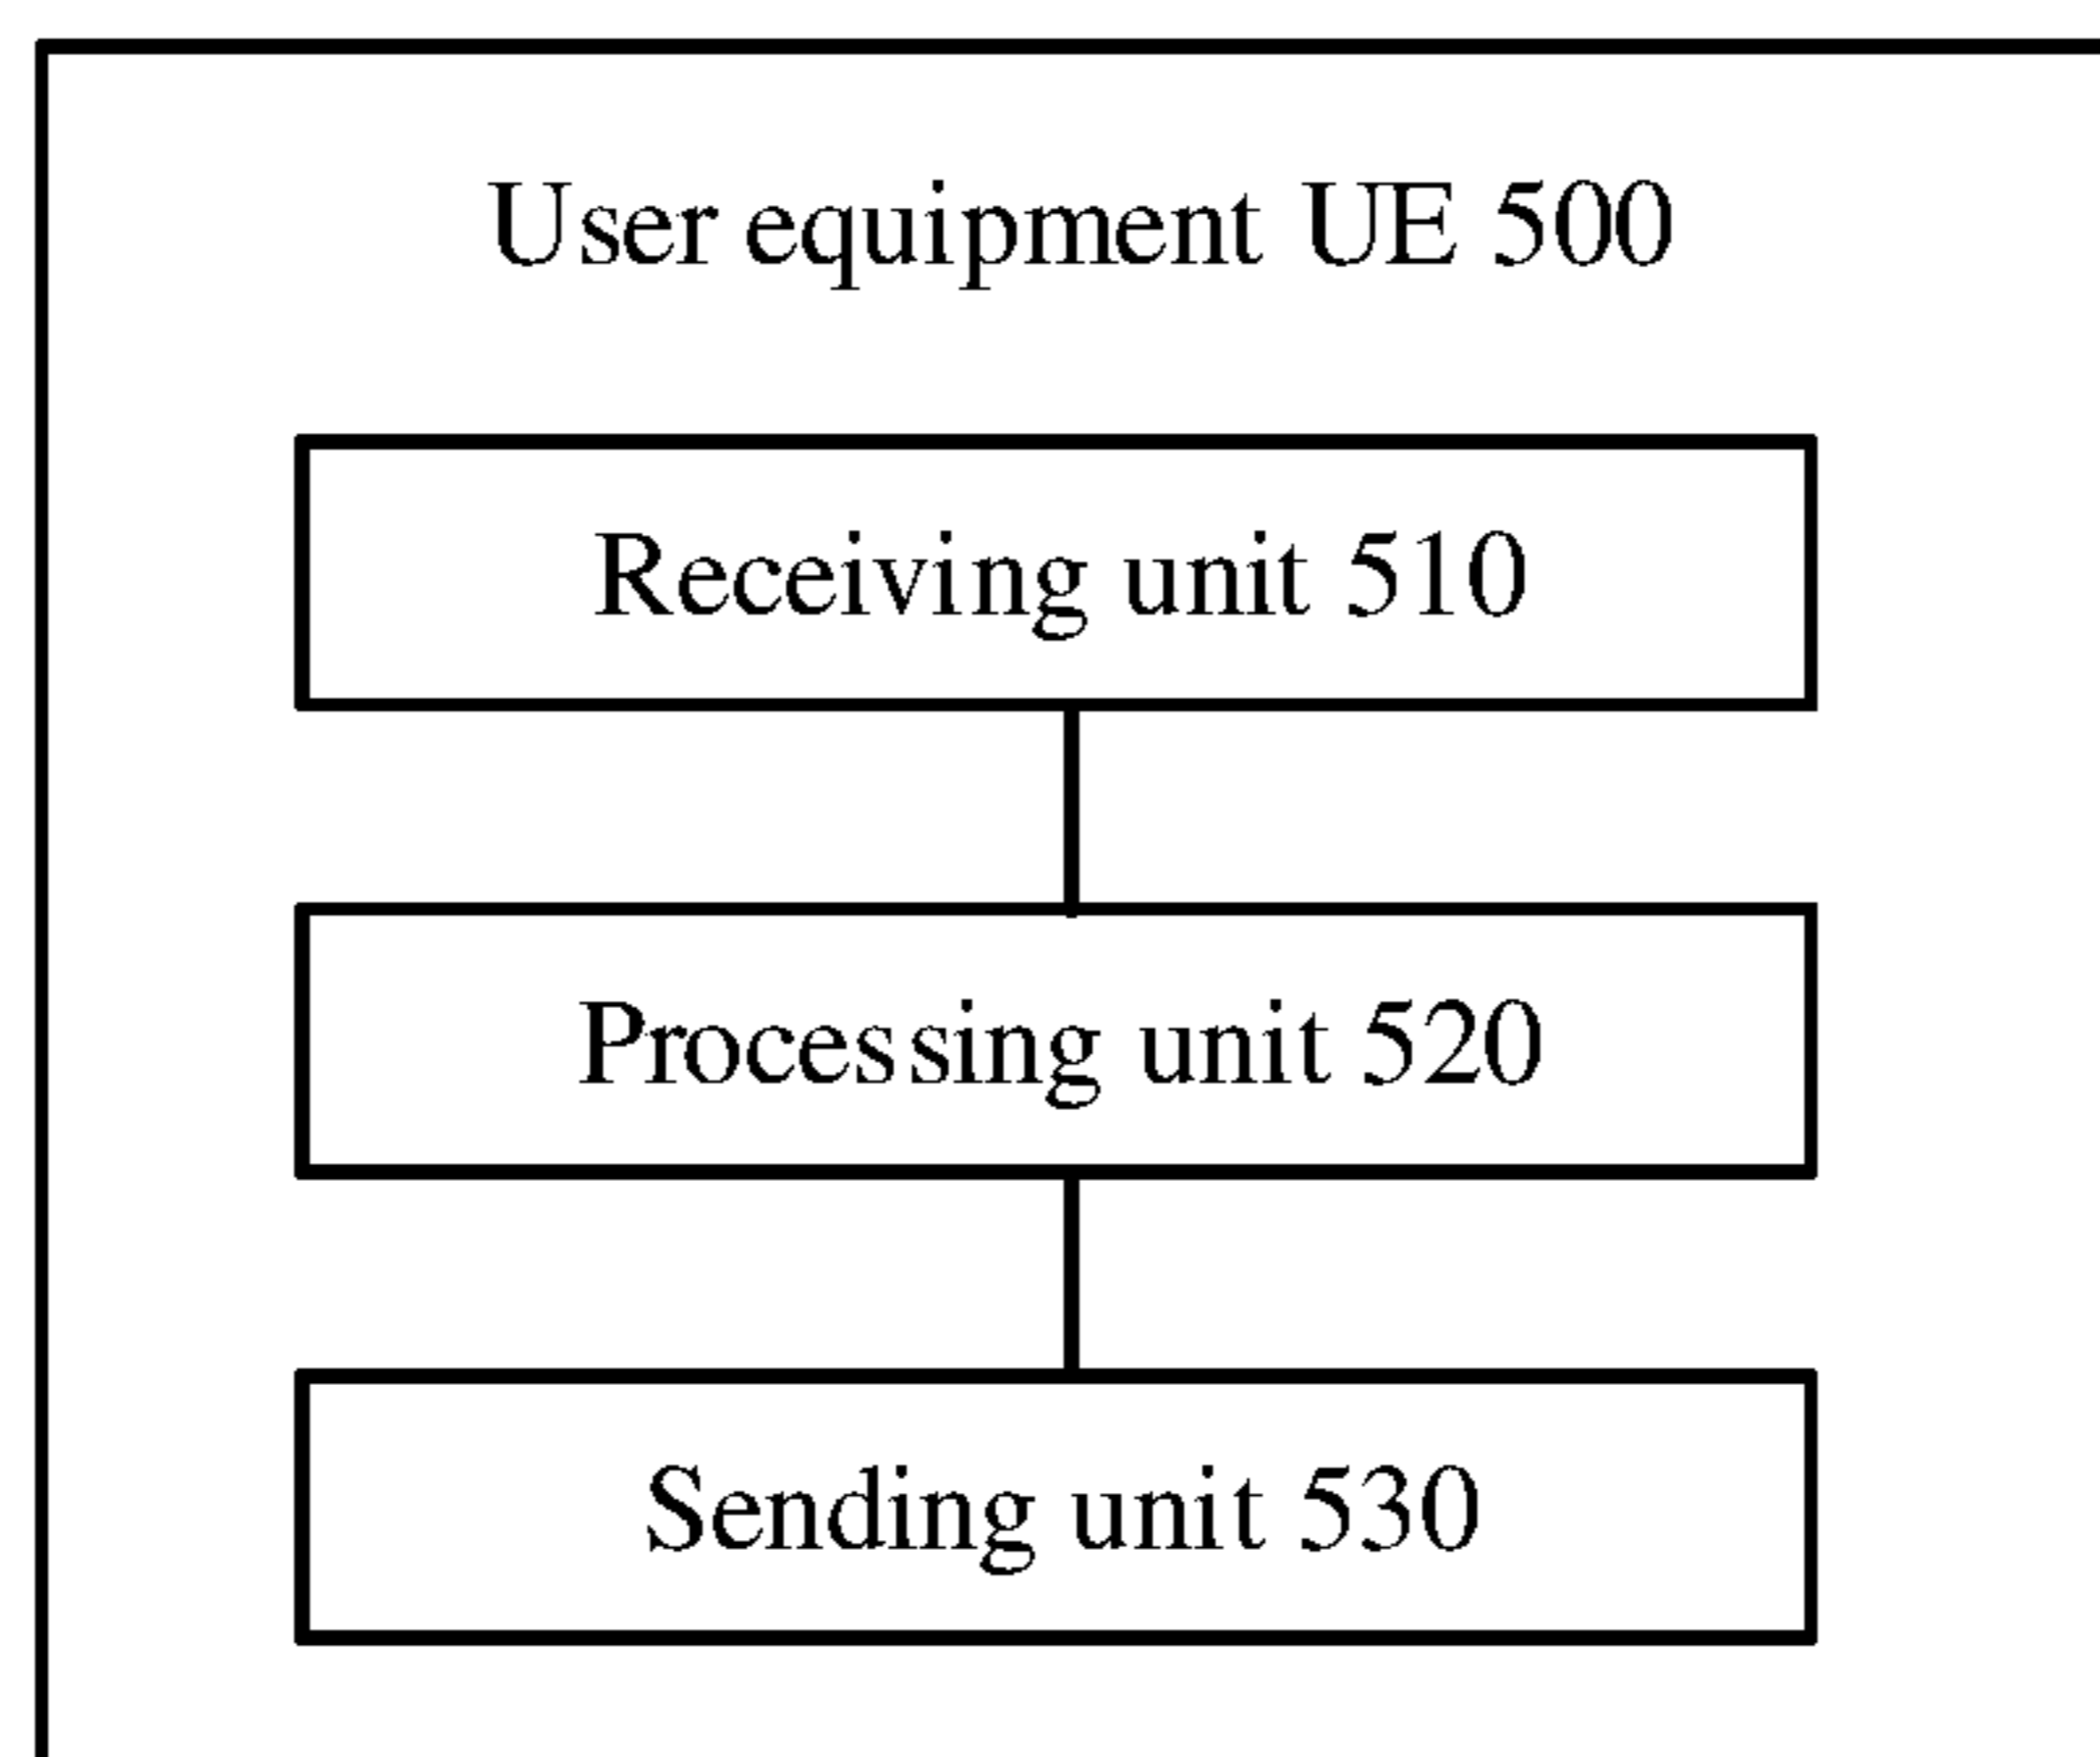 User equipment UE 500
Receiving unit 510
Processing unit 520
Sending unit 530